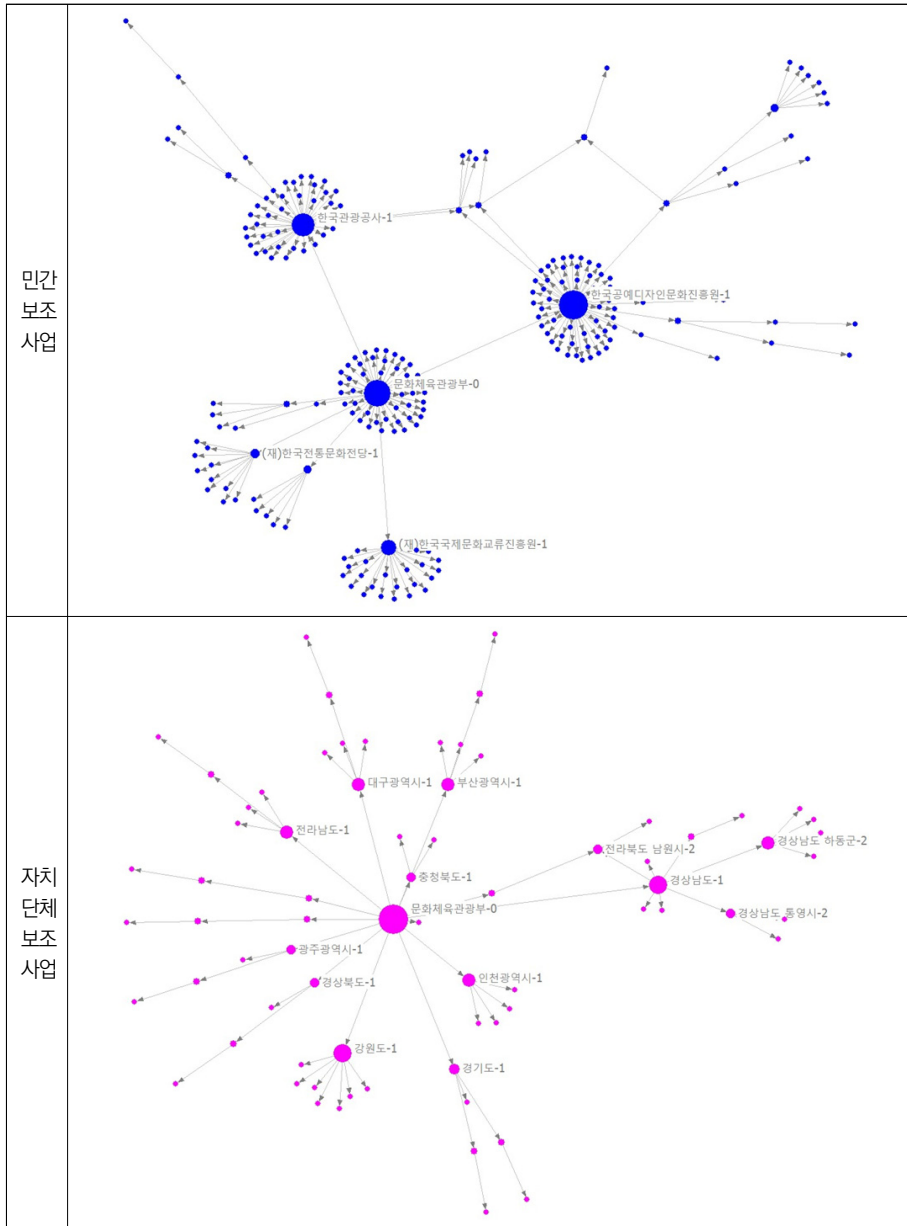 민간
보조
사업
한국관광공사-1
한국공예디자인문화진흥원-1
문화체육관광부-0
(재)한국전통문화전당-1
(재)한국국제문화교류진흥원-1
자치
단체
보조
사업
대구광역시-1
부산광역시-1
전라남도-1
전라북도 남원시-2
경상남도 하동군-2
충청북도-1
경상남도-1
문화체육관광부-0
경상남도 통영시-2
광주광역시-1
경상북도-1
인천광역시-1
강원도-1
경기도-1